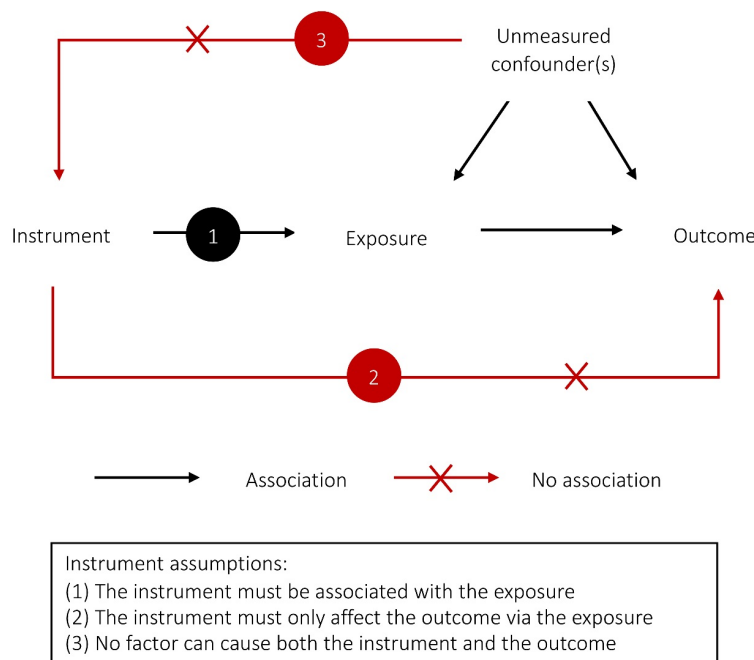 3
Unmeasured
confounder(s)
Instrument
1
Exposure
Outcome
2
Association
No association
Instrument assumptions:
(1) The instrument must be associated with the exposure
(2) The instrument must only affect the outcome via the exposure
(3) No factor can cause both the instrument and the outcome